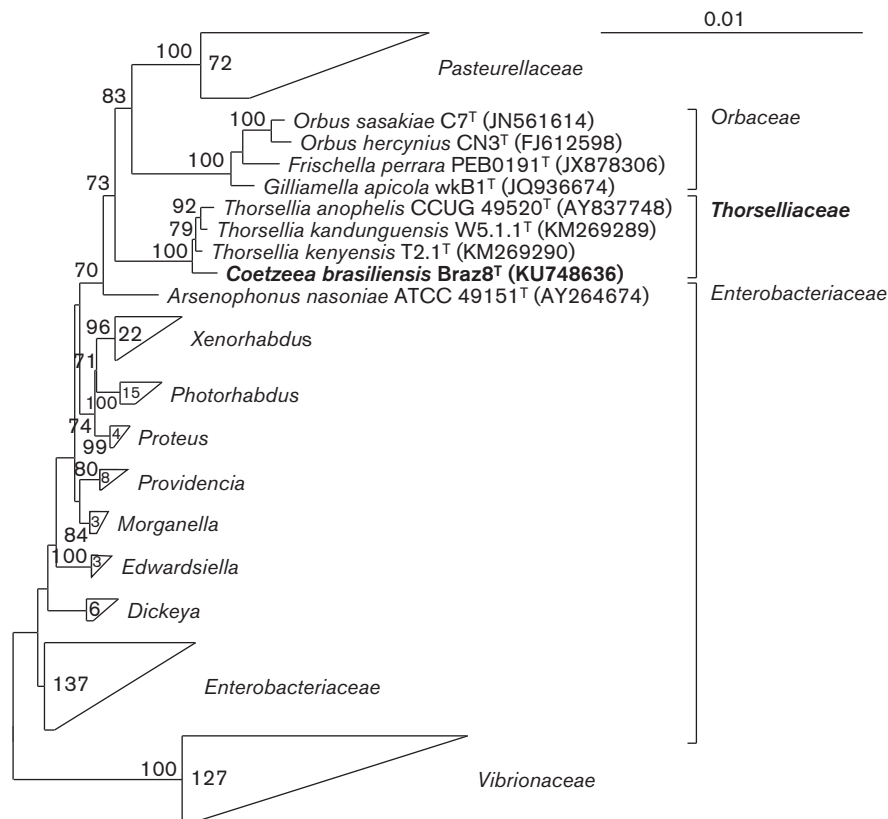 0.01
100
72
Pasteurellaceae
83
100
Orbus sasakiae C7ᵀ (JN561614)
Orbaceae
Orbus hercynius CN3ᵀ (FJ612598)
100
Frischella perrara PEB0191ᵀ (JX878306)
Gilliamella apicola wkB1ᵀ (JQ936674)
73
92
Thorsellia anophelis CCUG 49520ᵀ (AY837748)
Thorselliaceae
79
Thorsellia kandunguensis W5.1.1ᵀ (KM269289)
100
Thorsellia kenyensis T2.1ᵀ (KM269290)
Coetzeea brasiliensis Braz8ᵀ (KU748636)
70
Arsenophonus nasoniae ATCC 49151ᵀ (AY264674)
Enterobacteriaceae
96
22
Xenorhabdus
71
100
15
Photorhabdus
74
99
4
Proteus
80
8
Providencia
84
3
Morganella
100
3
Edwardsiella
6
Dickeya
137
Enterobacteriaceae
100
127
Vibrionaceae